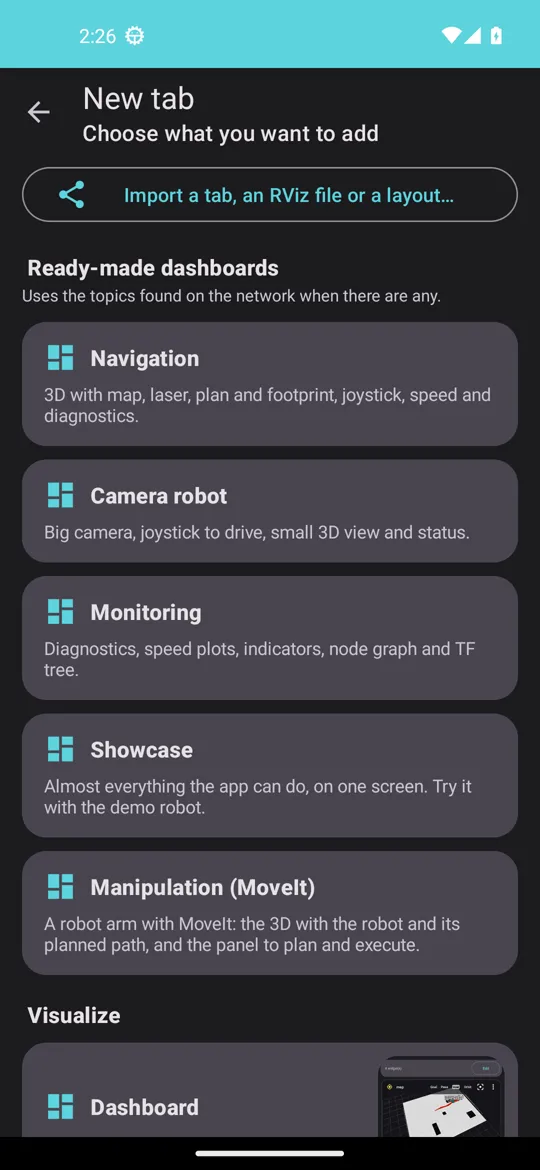 2:26
New tab
Choose what you want to add
Import a tab, an RViz file or a layout…
Ready-made dashboards
Uses the topics found on the network when there are any.
Navigation
3D with map, laser, plan and footprint, joystick, speed and
diagnostics.
Camera robot
Big camera, joystick to drive, small 3D view and status.
Monitoring
Diagnostics, speed plots, indicators, node graph and TF
tree.
Showcase
Almost everything the app can do, on one screen. Try it
with the demo robot.
Manipulation (MoveIt)
A robot arm with MoveIt: the 3D with the robot and its
planned path, and the panel to plan and execute.
Visualize
Dashboard
map